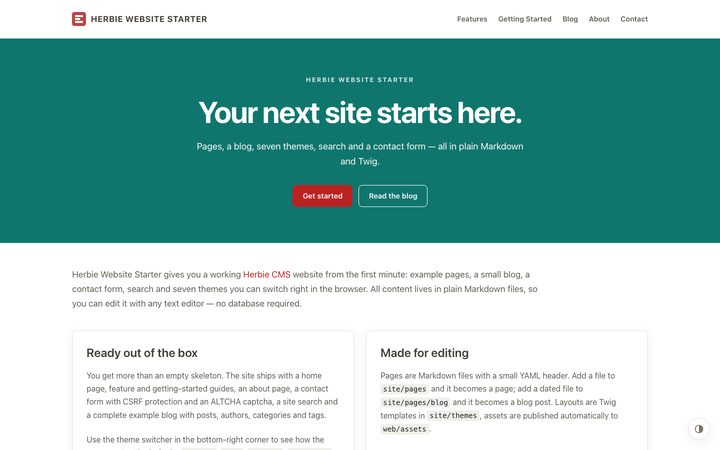 HERBIE WEBSITE STARTER
Features Getting Started Blog About Contact
HERBIE WEBSITE STARTER
Your next site starts here.
Pages, a blog, seven themes, search and a contact form — all in plain Markdown
and Twig.
Get started Read the blog
Herbie Website Starter gives you a working Herbie CMS website from the first minute: example pages, a small blog, a
contact form, search and seven themes you can switch right in the browser. All content lives in plain Markdown files, so
you can edit it with any text editor — no database required.
Ready out of the box
You get more than an empty skeleton. The site ships with a home
page, feature and getting-started guides, an about page, a contact
form with CSRF protection and an ALTCHA captcha, a site search and
a complete example blog with posts, authors, categories and tags.
Use the theme switcher in the bottom-right corner to see how the
Made for editing
Pages are Markdown files with a small YAML header. Add a file to
site/pages and it becomes a page; add a dated file to
site/pages/blog and it becomes a blog post. Layouts are Twig
templates in site/themes, assets are published automatically to
web/assets.